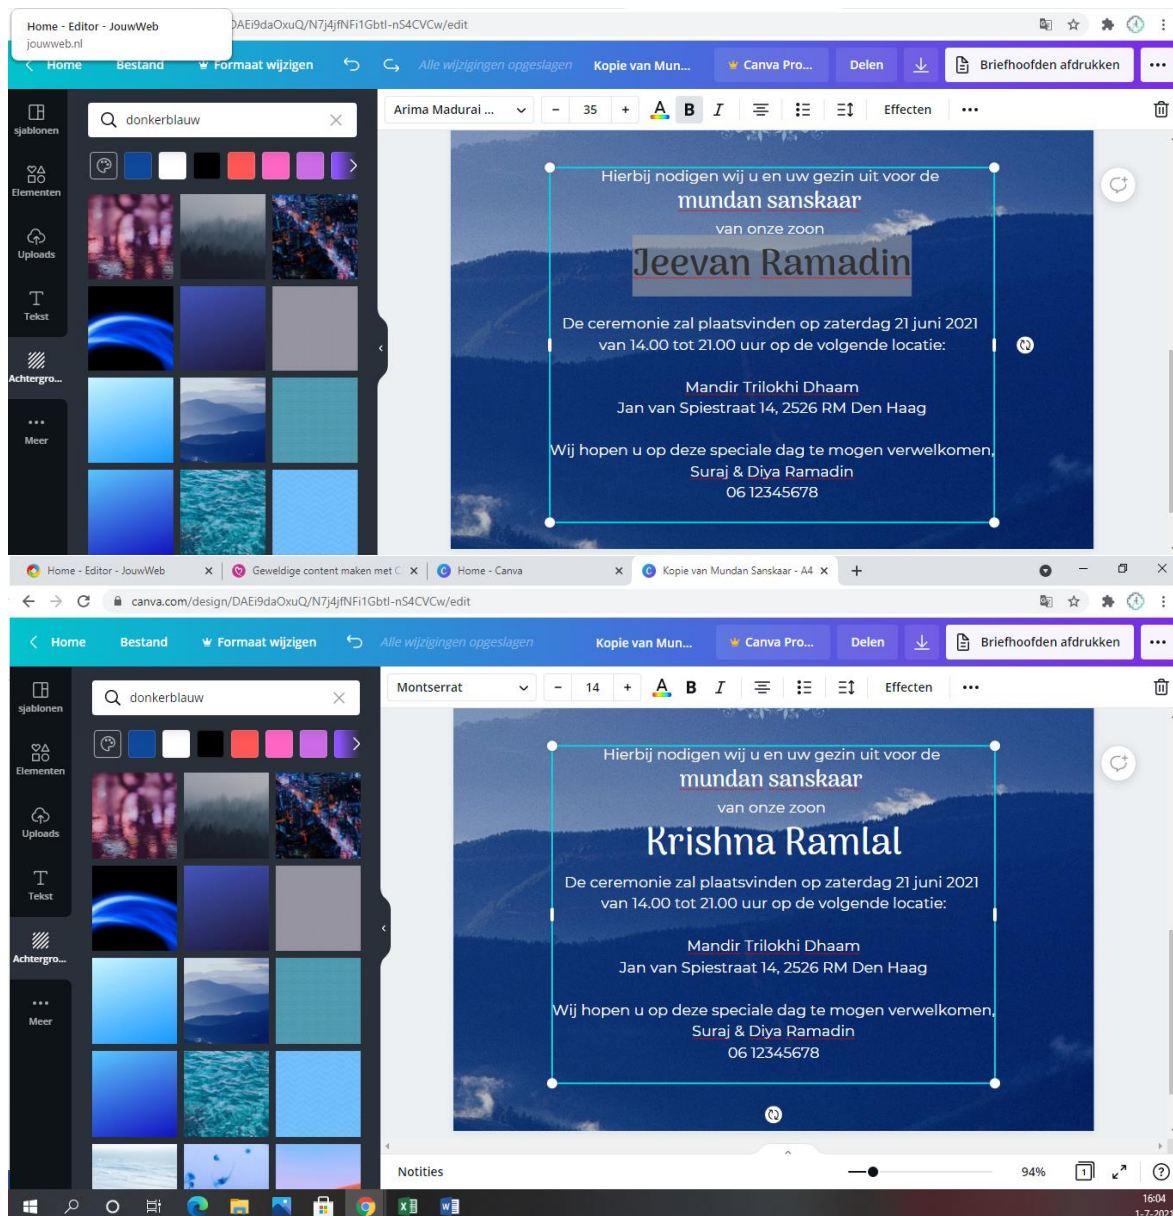 Home - Editor - JouwWeb
jouwweb.nl
DAEi9daOxuQ/N7j4jfNFi1Gbtl-nS4CVCw/edit
Home Bestand Formaat wijzigen Alle wijzigingen opgeslagen Kopie van Mun... Canva Pro... Delen Briefhoofden afdrukken
Arima Madurai ... - 35 + A B I Effecten
sjablonen
donkerblauw
Elementen
Uploads
Tekst
Achtergro...
Meer
Hierbij nodigen wij u en uw gezin uit voor de
mundan sanskaar
van onze zoon
Jeevan Ramadin
De ceremonie zal plaatsvinden op zaterdag 21 juni 2021
van 14.00 tot 21.00 uur op de volgende locatie:
Mandir Trilokhi Dhaam
Jan van Spiestraat 14, 2526 RM Den Haag
Wij hopen u op deze speciale dag te mogen verwelkomen,
Suraj & Diya Ramadin
06 12345678
Home - Editor - JouwWeb Geweldige content maken met C Home - Canva Kopie van Mundan Sanskaar - A4
canva.com/design/DAEi9daOxuQ/N7j4jfNFi1Gbtl-nS4CVCw/edit
Home Bestand Formaat wijzigen Alle wijzigingen opgeslagen Kopie van Mun... Canva Pro... Delen Briefhoofden afdrukken
Montserrat - 14 + A B I Effecten
sjablonen
donkerblauw
Elementen
Uploads
Tekst
Achtergro...
Meer
Hierbij nodigen wij u en uw gezin uit voor de
mundan sanskaar
van onze zoon
Krishna Ramlal
De ceremonie zal plaatsvinden op zaterdag 21 juni 2021
van 14.00 tot 21.00 uur op de volgende locatie:
Mandir Trilokhi Dhaam
Jan van Spiestraat 14, 2526 RM Den Haag
Wij hopen u op deze speciale dag te mogen verwelkomen,
Suraj & Diya Ramadin
06 12345678
Notities 94% 1
16:04